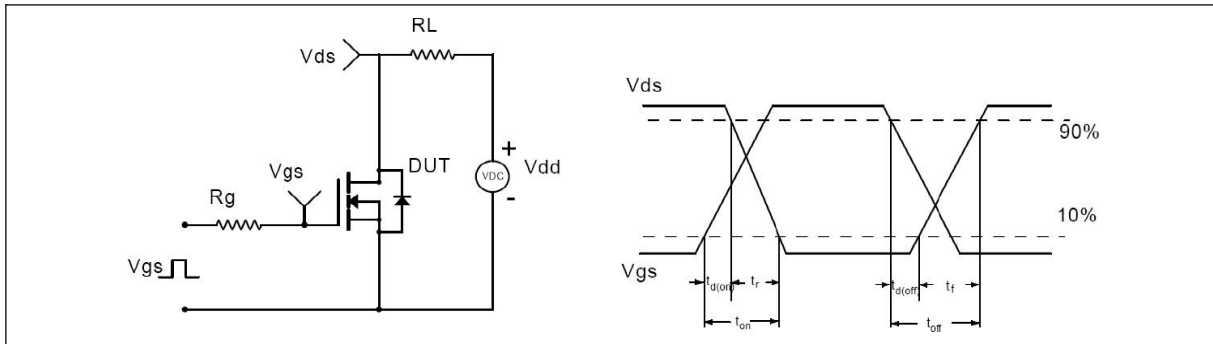 RL
Vds
Vgs
DUT
Rg
+
VDC
Vdd
-
Vgs
Vds
90%
10%
Vgs
td(on)
tr
td(off)
tf
ton
toff